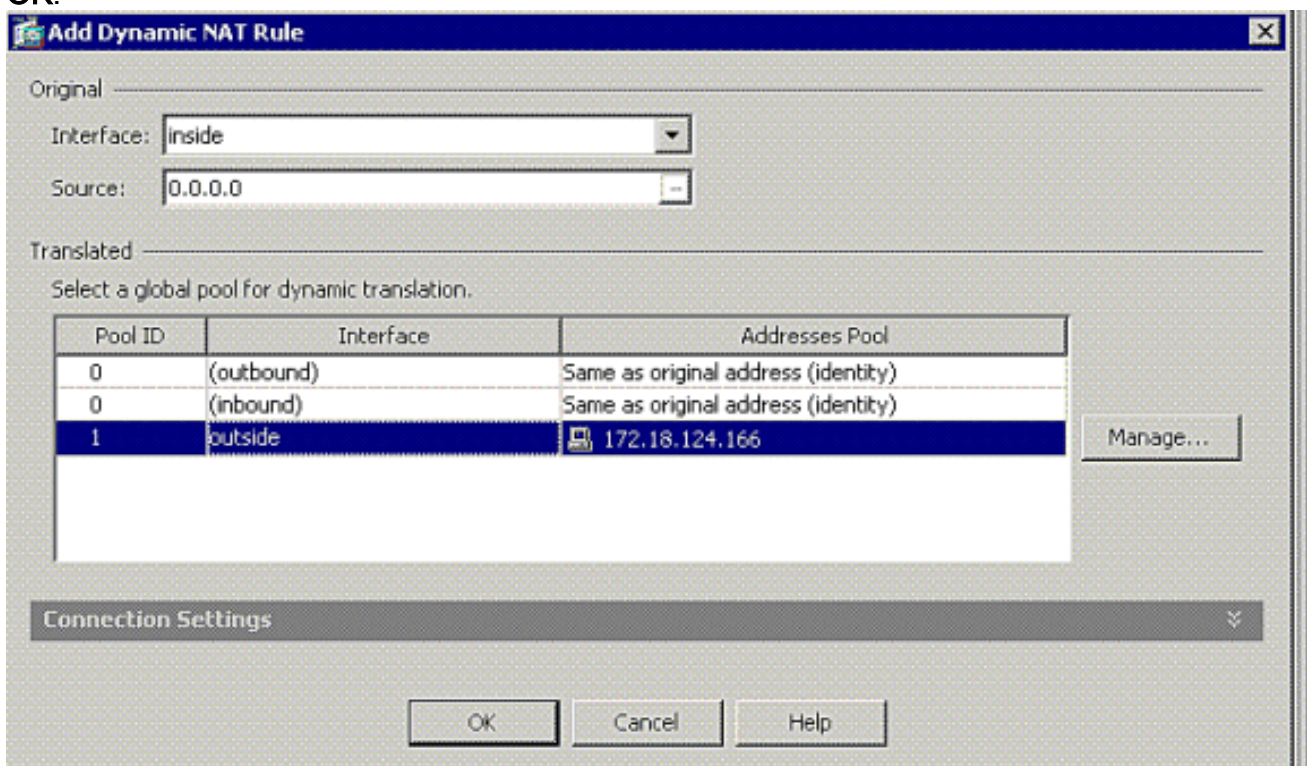 OK.
Add Dynamic NAT Rule
Original
Interface: inside
Source: 0.0.0.0
Translated
Select a global pool for dynamic translation.
Pool ID Interface Addresses Pool
0 (outbound) Same as original address (identity)
0 (inbound) Same as original address (identity)
1 outside 172.18.124.166
Manage...
Connection Settings
OK Cancel Help